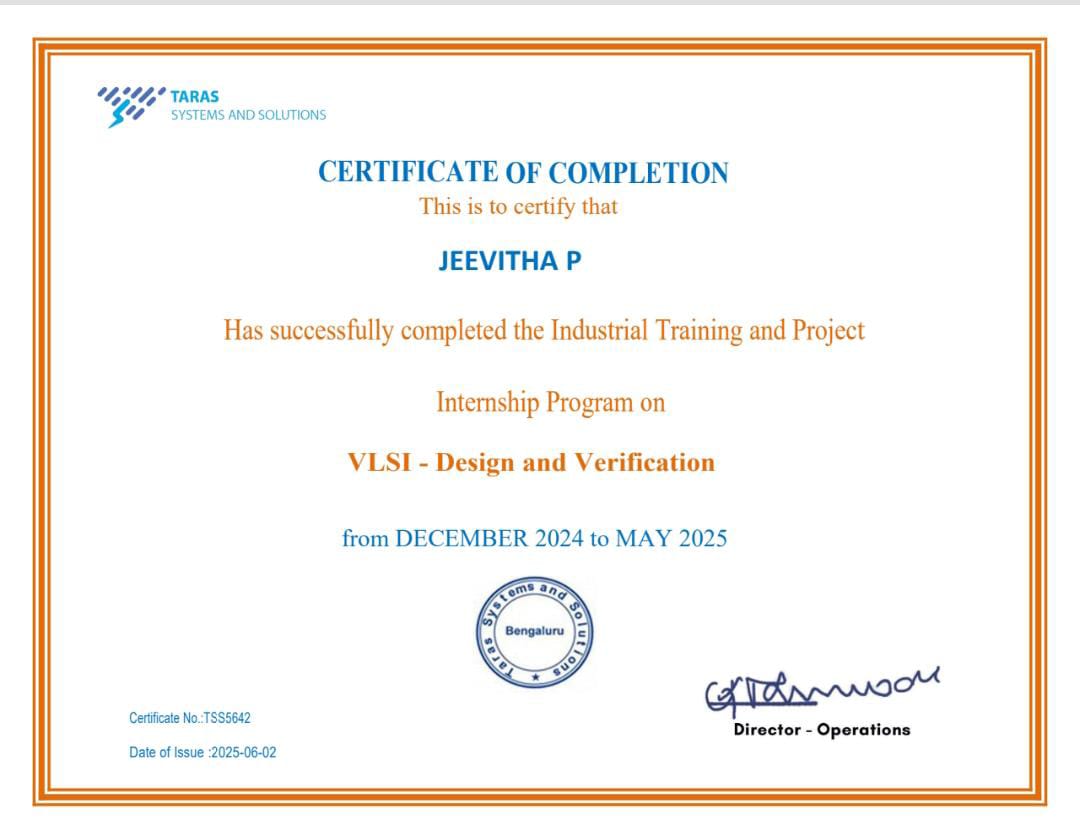 TARAS
SYSTEMS AND SOLUTIONS
CERTIFICATE OF COMPLETION
This is to certify that
JEEVITHA P
Has successfully completed the Industrial Training and Project
Internship Program on
VLSI - Design and Verification
from DECEMBER 2024 to MAY 2025
Taras Systems and Solutions
Bengaluru
Director - Operations
Certificate No.:TSS5642
Date of Issue :2025-06-02